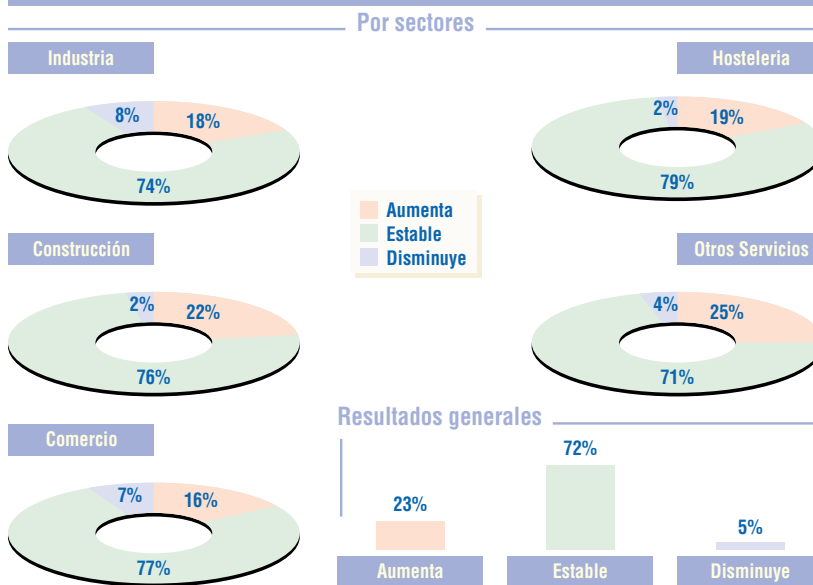 Por sectores
Industria
8%
18%
74%
Hosteleria
2%
19%
79%
Aumenta
Estable
Disminuye
Construcción
2%
22%
76%
Otros Servicios
4%
25%
71%
Comercio
7%
16%
77%
Resultados generales
23%
72%
5%
Aumenta
Estable
Disminuye